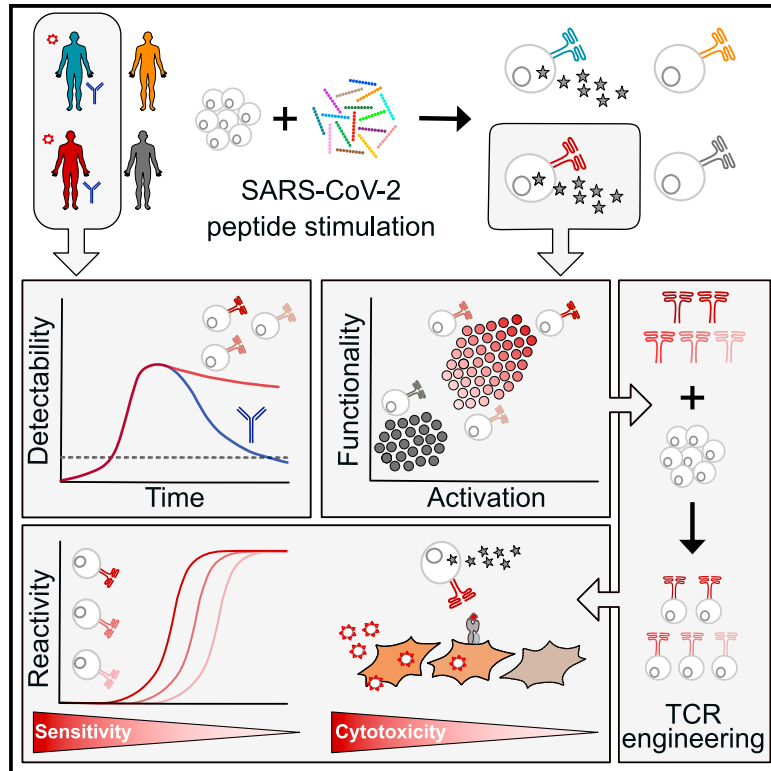 SARS-CoV-2
peptide stimulation
Detectability
Time
Functionality
Activation
Reactivity
Sensitivity
Cytotoxicity
TCR
engineering